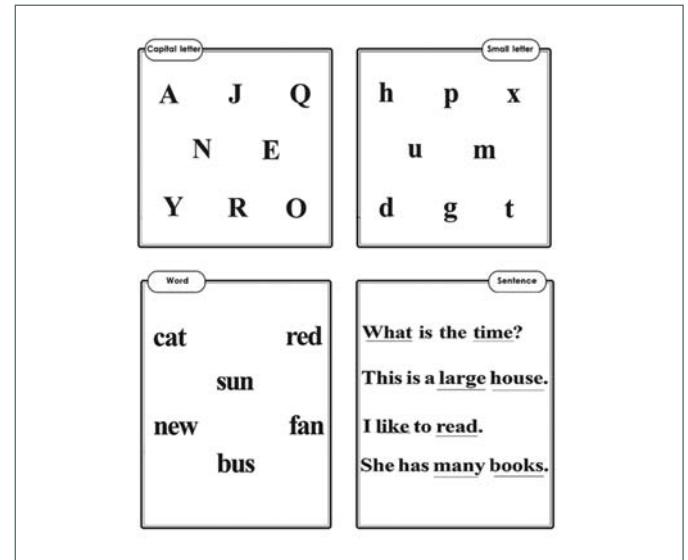 Capital letter
A J Q
N E
Y R O
Small letter
h p x
u m
d g t
Word
cat red
sun
new fan
bus
Sentence
What is the time?
This is a large house.
I like to read.
She has many books.